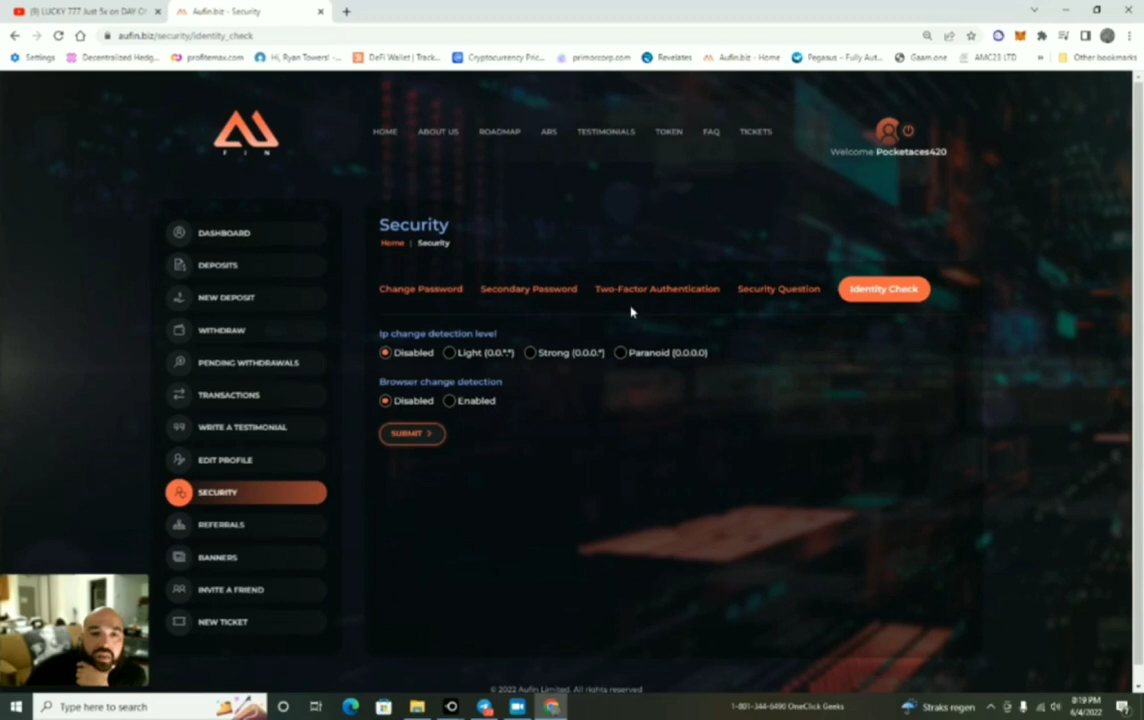 (9) LUCKY 777 Just 5x on DAY O
Aufin.biz - Security
aufin.biz/security/identity_check
Settings
Decentralized Hedg...
profitemax.com
Hi, Ryan Towers! -...
DeFi Wallet | Track...
Cryptocurrency Pric...
primorcorp.com
Revelates
Aufin.biz - Home
Pegasus – Fully Aut...
Gaam.one
AMC23 LTD
Other bookmarks
FIN
HOME
ABOUT US
ROADMAP
ARS
TESTIMONIALS
TOKEN
FAQ
TICKETS
Welcome Pocketaces420
DASHBOARD
DEPOSITS
NEW DEPOSIT
WITHDRAW
PENDING WITHDRAWALS
TRANSACTIONS
WRITE A TESTIMONIAL
EDIT PROFILE
SECURITY
REFERRALS
BANNERS
INVITE A FRIEND
NEW TICKET
Security
Home | Security
Change Password
Secondary Password
Two-Factor Authentication
Security Question
Identity Check
Ip change detection level
Disabled Light (0.0.*.*) Strong (0.0.0.*) Paranoid (0.0.0.0)
Browser change detection
Disabled Enabled
SUBMIT >
© 2022 Aufin Limited. All rights reserved
Type here to search
1-801-344-6490 OneClick Geeks
Straks regen
8:19 PM
6/4/2022